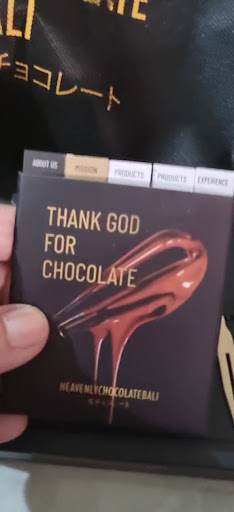 チョコレート
ABOUT US
MISSION
PRODUCTS
PRODUCTS
EXPERIENCE
THANK GOD
FOR
CHOCOLATE
HEAVENLYCHOCOLATEBALI